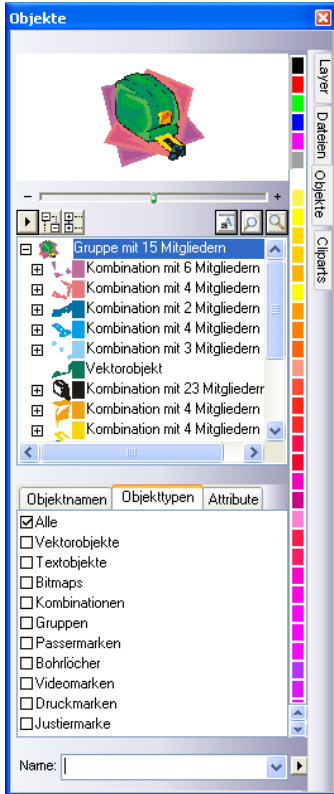 Objekte
Layer
Dateien
Objekte
Cliparts
− +
Gruppe mit 15 Mitgliedern
Kombination mit 6 Mitgliedern
Kombination mit 4 Mitgliedern
Kombination mit 2 Mitgliedern
Kombination mit 4 Mitgliedern
Kombination mit 3 Mitgliedern
Vektorobjekt
Kombination mit 23 Mitgliedern
Kombination mit 4 Mitgliedern
Kombination mit 4 Mitgliedern
Objektnamen Objekttypen Attribute
Alle
Vektorobjekte
Textobjekte
Bitmaps
Kombinationen
Gruppen
Passermarken
Bohrlöcher
Videomarken
Druckmarken
Justiermarke
Name: